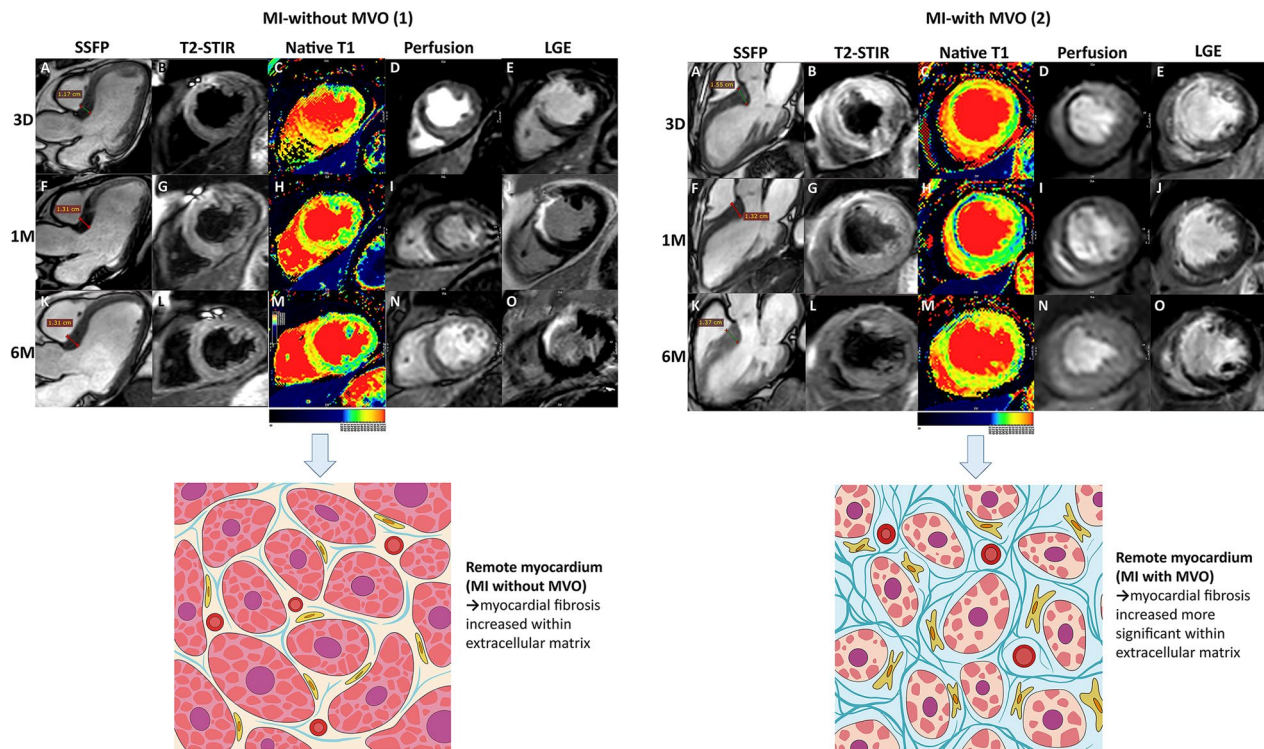 MI-without MVO (1)
SSFP T2-STIR Native T1 Perfusion LGE
3D
A B C D E
1.17 cm
1M
F G H I J
1.31 cm
6M
K L M N O
1.31 cm
Remote myocardium
(MI without MVO)
→myocardial fibrosis
increased within
extracellular matrix
MI-with MVO (2)
SSFP T2-STIR Native T1 Perfusion LGE
3D
A B C D E
1.55 cm
1M
F G H I J
1.32 cm
6M
K L M N O
1.37 cm
Remote myocardium
(MI with MVO)
→myocardial fibrosis
increased more
significant within
extracellular matrix